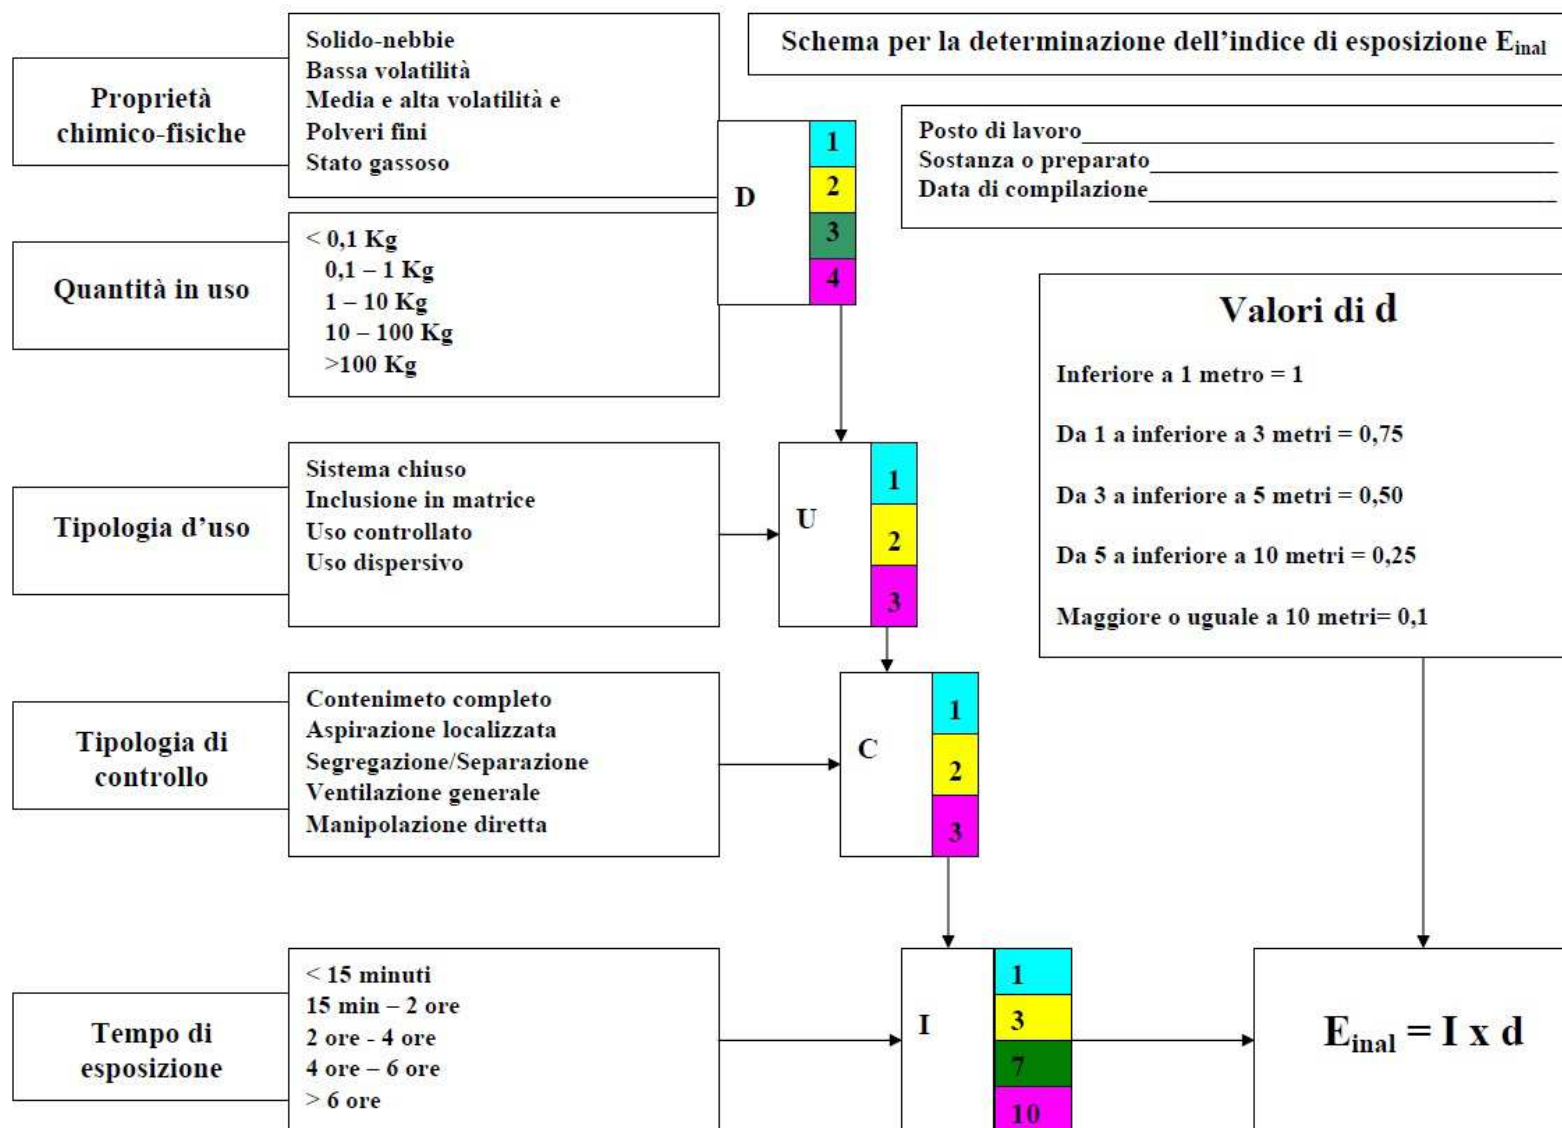 Schema per la determinazione dell'indice di esposizione Einal
Proprietà
chimico-fisiche
Solido-nebbie
Bassa volatilità
Media e alta volatilità e
Polveri fini
Stato gassoso
D
1
2
3
4
Posto di lavoro
Sostanza o preparato
Data di compilazione
Quantità in uso
< 0,1 Kg
0,1 – 1 Kg
1 – 10 Kg
10 – 100 Kg
>100 Kg
Valori di d
Inferiore a 1 metro = 1
Da 1 a inferiore a 3 metri = 0,75
Da 3 a inferiore a 5 metri = 0,50
Da 5 a inferiore a 10 metri = 0,25
Maggiore o uguale a 10 metri= 0,1
Tipologia d'uso
Sistema chiuso
Inclusione in matrice
Uso controllato
Uso dispersivo
U
1
2
3
Tipologia di
controllo
Contenimeto completo
Aspirazione localizzata
Segregazione/Separazione
Ventilazione generale
Manipolazione diretta
C
1
2
3
Tempo di
esposizione
< 15 minuti
15 min – 2 ore
2 ore - 4 ore
4 ore – 6 ore
> 6 ore
I
1
3
7
10
Einal = I x d